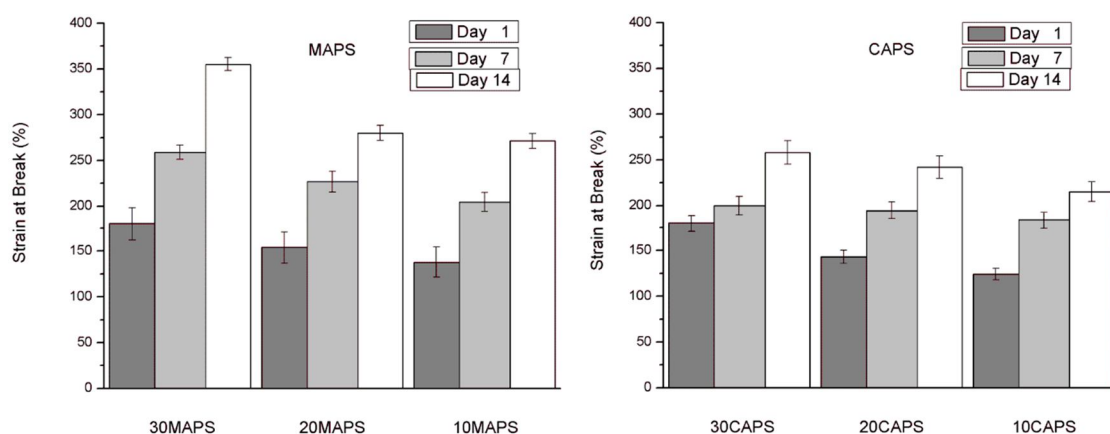 MAPS
Day 1
Day 7
Day 14
Strain at Break (%)
400
350
300
250
200
150
100
50
0
30MAPS 20MAPS 10MAPS
CAPS
Day 1
Day 7
Day 14
Strain at Break (%)
400
350
300
250
200
150
100
50
0
30CAPS 20CAPS 10CAPS